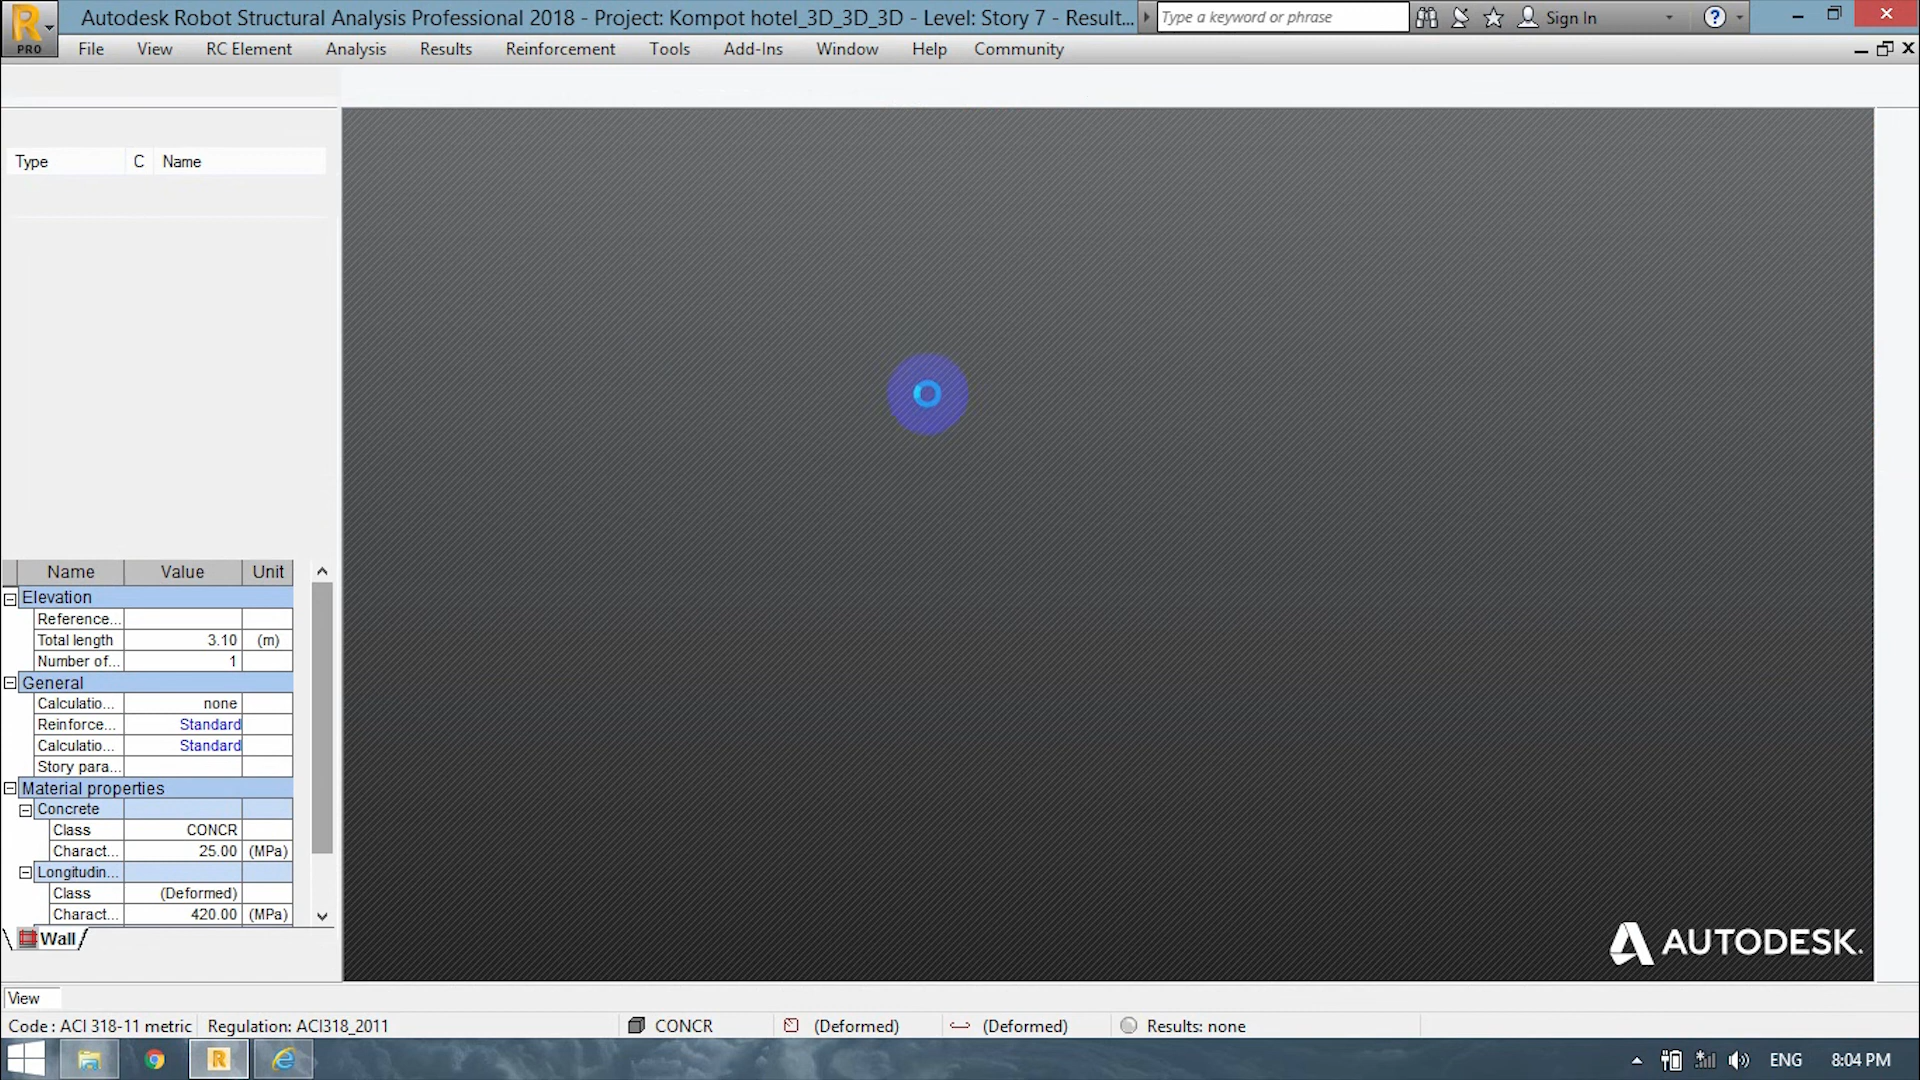 Autodesk Robot Structural Analysis Professional 2018 - Project: Kompot hotel_3D_3D_3D - Level: Story 7 - Result...
Type a keyword or phrase
Sign In
?
R
PRO
File View RC Element Analysis Results Reinforcement Tools Add-Ins Window Help Community
Type C Name
Name Value Unit
Elevation
Reference...
Total length 3.10 (m)
Number of... 1
General
Calculatio... none
Reinforce... Standard
Calculatio... Standard
Story para...
Material properties
Concrete
Class CONCR
Charact... 25.00 (MPa)
Longitudin...
Class (Deformed)
Charact... 420.00 (MPa)
Wall
AUTODESK.
View
Code : ACI 318-11 metric Regulation: ACI318_2011 CONCR (Deformed) (Deformed) Results: none
R
ENG 8:04 PM